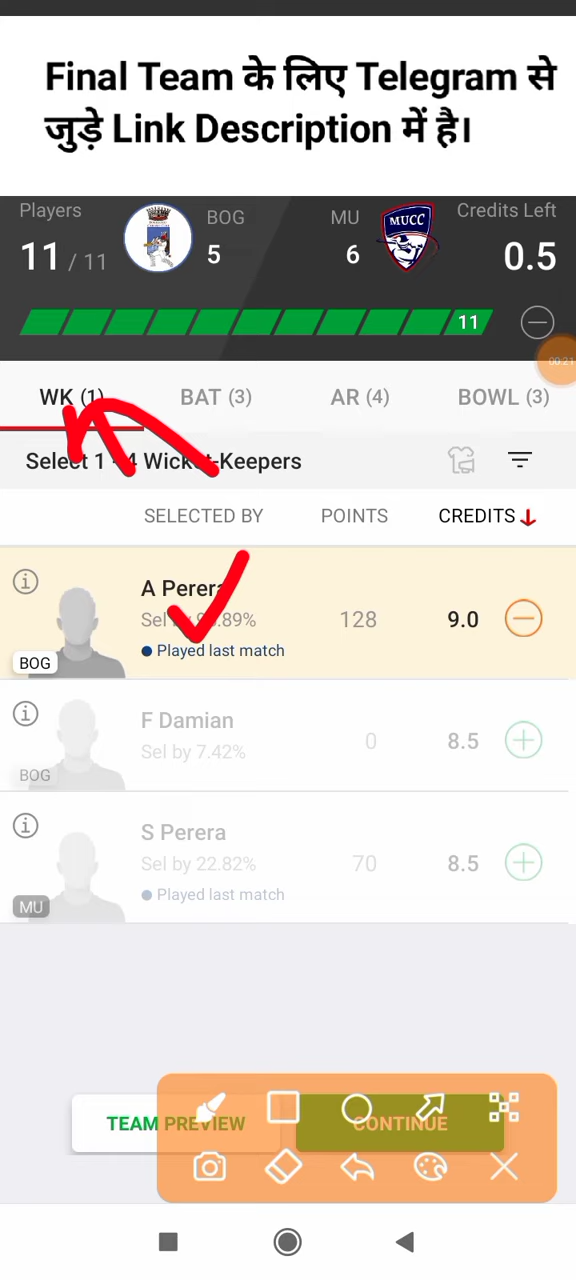 Final Team के लिए Telegram से
जुड़े Link Description में है।
Players BOG MU MUCC Credits Left
11 / 11 5 6 0.5
11
00:21
WK (1) BAT (3) AR (4) BOWL (3)
Select 1 - 4 Wicket-Keepers
SELECTED BY POINTS CREDITS
A Perera
Sel by .89% 128 9.0
BOG Played last match
F Damian
Sel by 7.42% 0 8.5
BOG
S Perera
Sel by 22.82% 70 8.5
Played last match
MU
TEAM PREVIEW CONTINUE